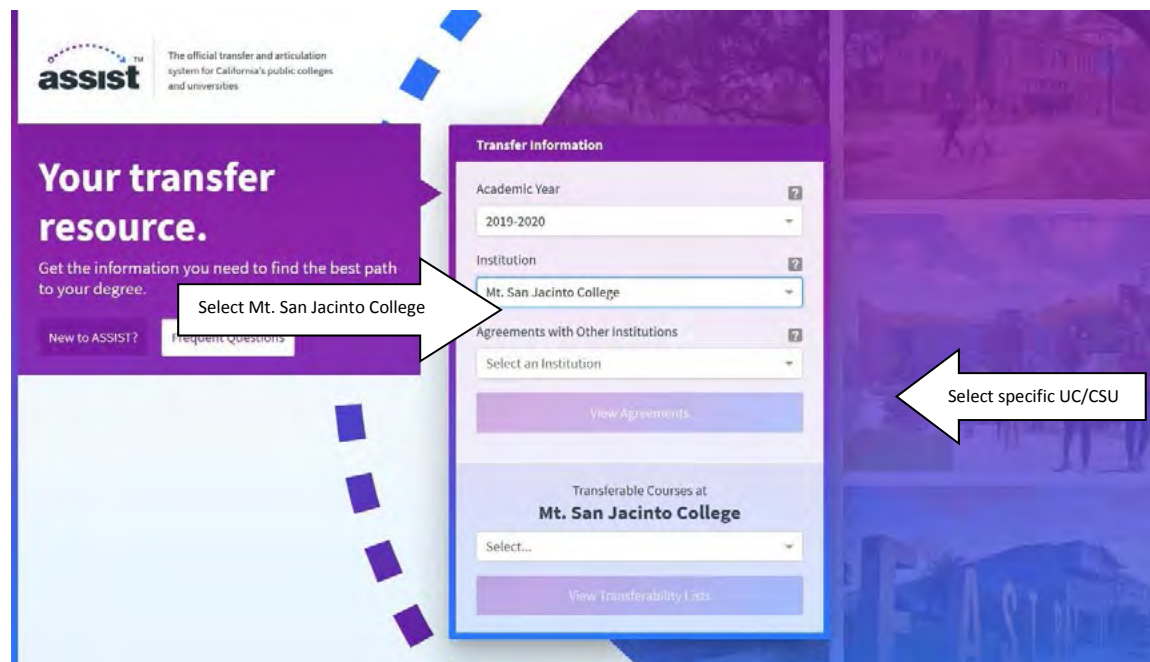 assist TM
The official transfer and articulation
system for California's public colleges
and universities
Your transfer
resource.
Get the information you need to find the best path
to your degree.
New to ASSIST?
Frequent Questions
Select Mt. San Jacinto College
Transfer Information
Academic Year
?
2019-2020
Institution
?
Mt. San Jacinto College
Agreements with Other Institutions
?
Select an Institution
View Agreements
Select specific UC/CSU
Transferable Courses at
Mt. San Jacinto College
Select...
View Transferability Lists